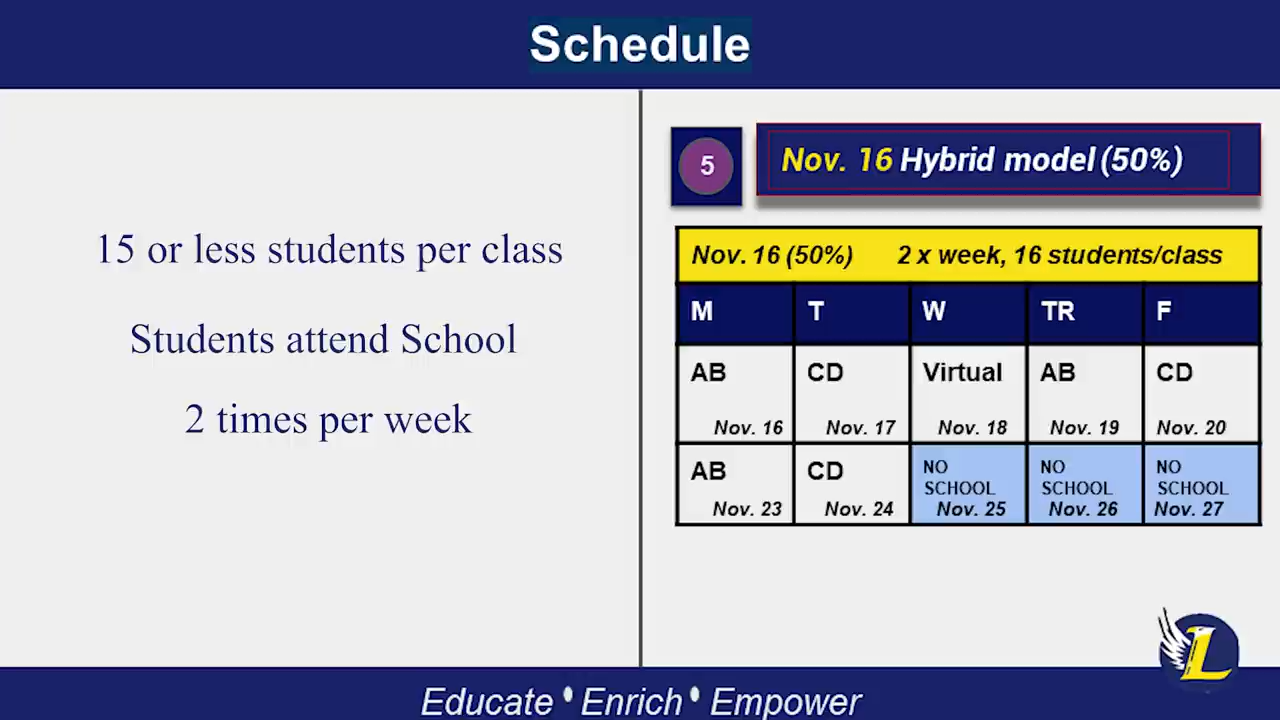 Schedule
15 or less students per class
Students attend School
2 times per week
5
Nov. 16 Hybrid model (50%)
Nov. 16 (50%) 2 x week, 16 students/class
M T W TR F
AB CD Virtual AB CD
Nov. 16 Nov. 17 Nov. 18 Nov. 19 Nov. 20
AB CD NO SCHOOL NO SCHOOL NO SCHOOL
Nov. 23 Nov. 24 Nov. 25 Nov. 26 Nov. 27
L
Educate • Enrich • Empower